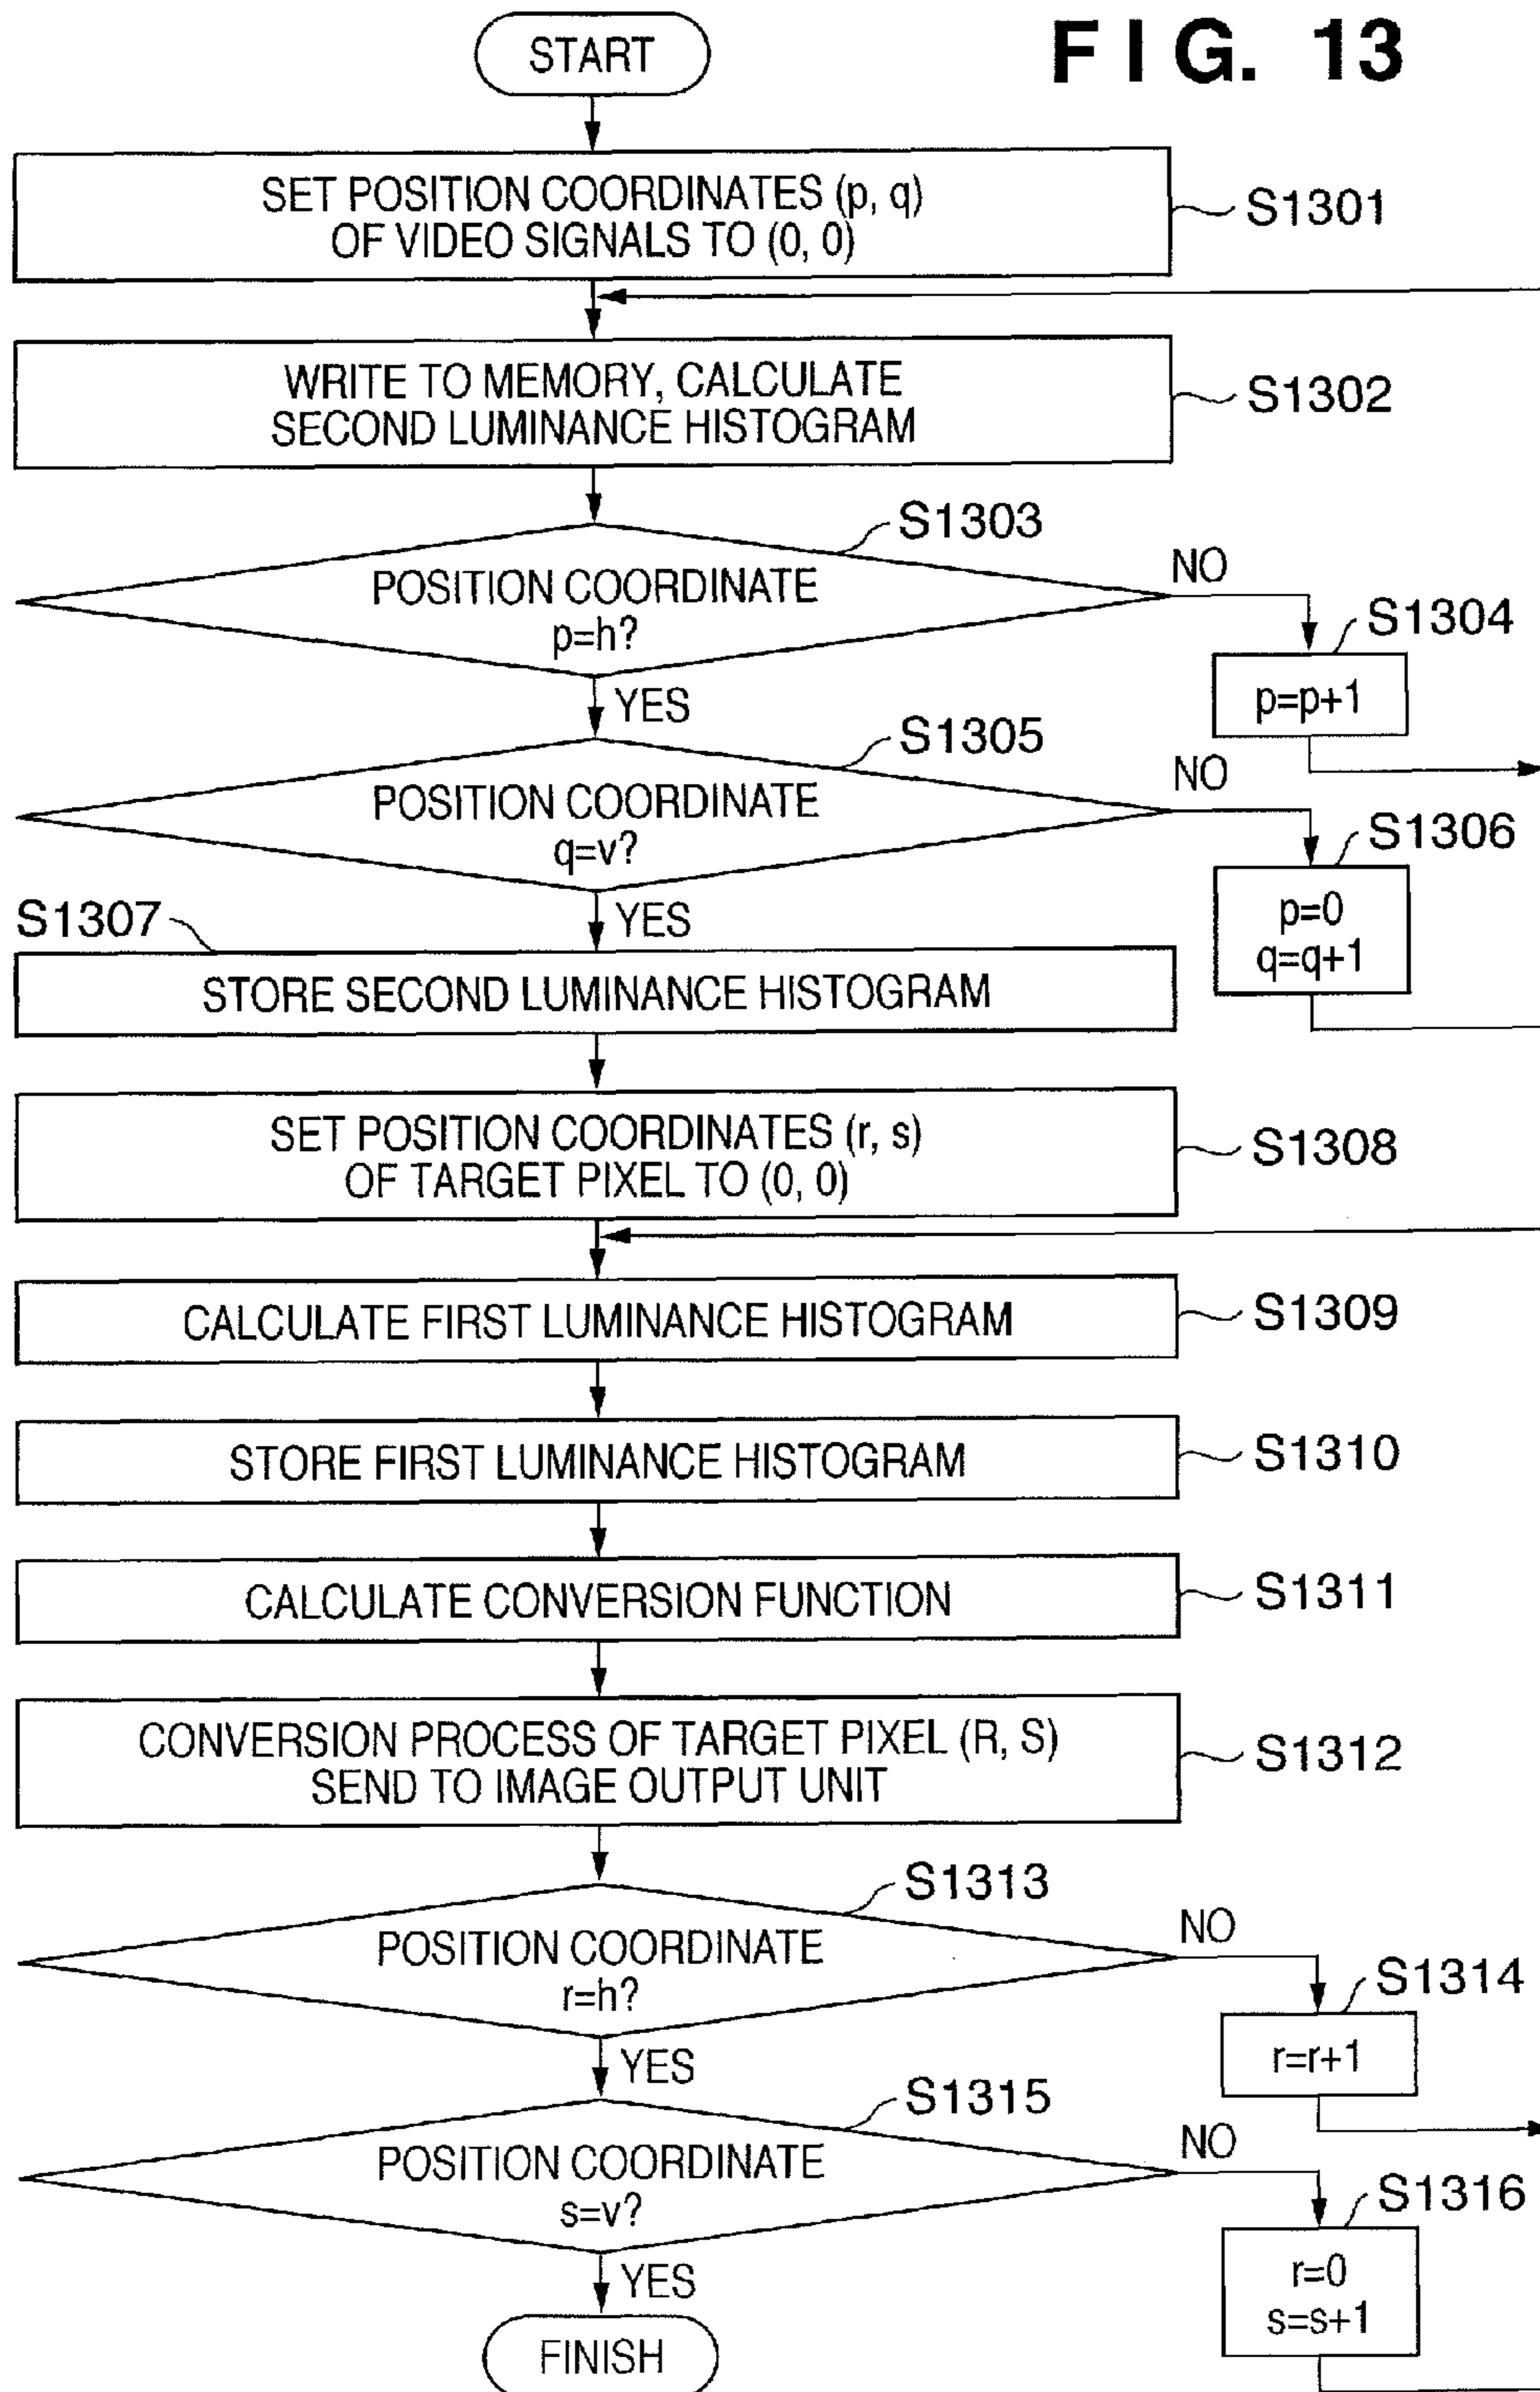 FIG. 13
START
SET POSITION COORDINATES (p, q)
OF VIDEO SIGNALS TO (0, 0)
S1301
WRITE TO MEMORY, CALCULATE
SECOND LUMINANCE HISTOGRAM
S1302
S1303
POSITION COORDINATE
p=h?
NO
S1304
p=p+1
YES
S1305
POSITION COORDINATE
q=v?
NO
S1306
p=0
q=q+1
YES
S1307
STORE SECOND LUMINANCE HISTOGRAM
SET POSITION COORDINATES (r, s)
OF TARGET PIXEL TO (0, 0)
S1308
CALCULATE FIRST LUMINANCE HISTOGRAM
S1309
STORE FIRST LUMINANCE HISTOGRAM
S1310
CALCULATE CONVERSION FUNCTION
S1311
CONVERSION PROCESS OF TARGET PIXEL (R, S)
SEND TO IMAGE OUTPUT UNIT
S1312
S1313
POSITION COORDINATE
r=h?
NO
S1314
r=r+1
YES
S1315
POSITION COORDINATE
s=v?
NO
S1316
r=0
s=s+1
YES
FINISH